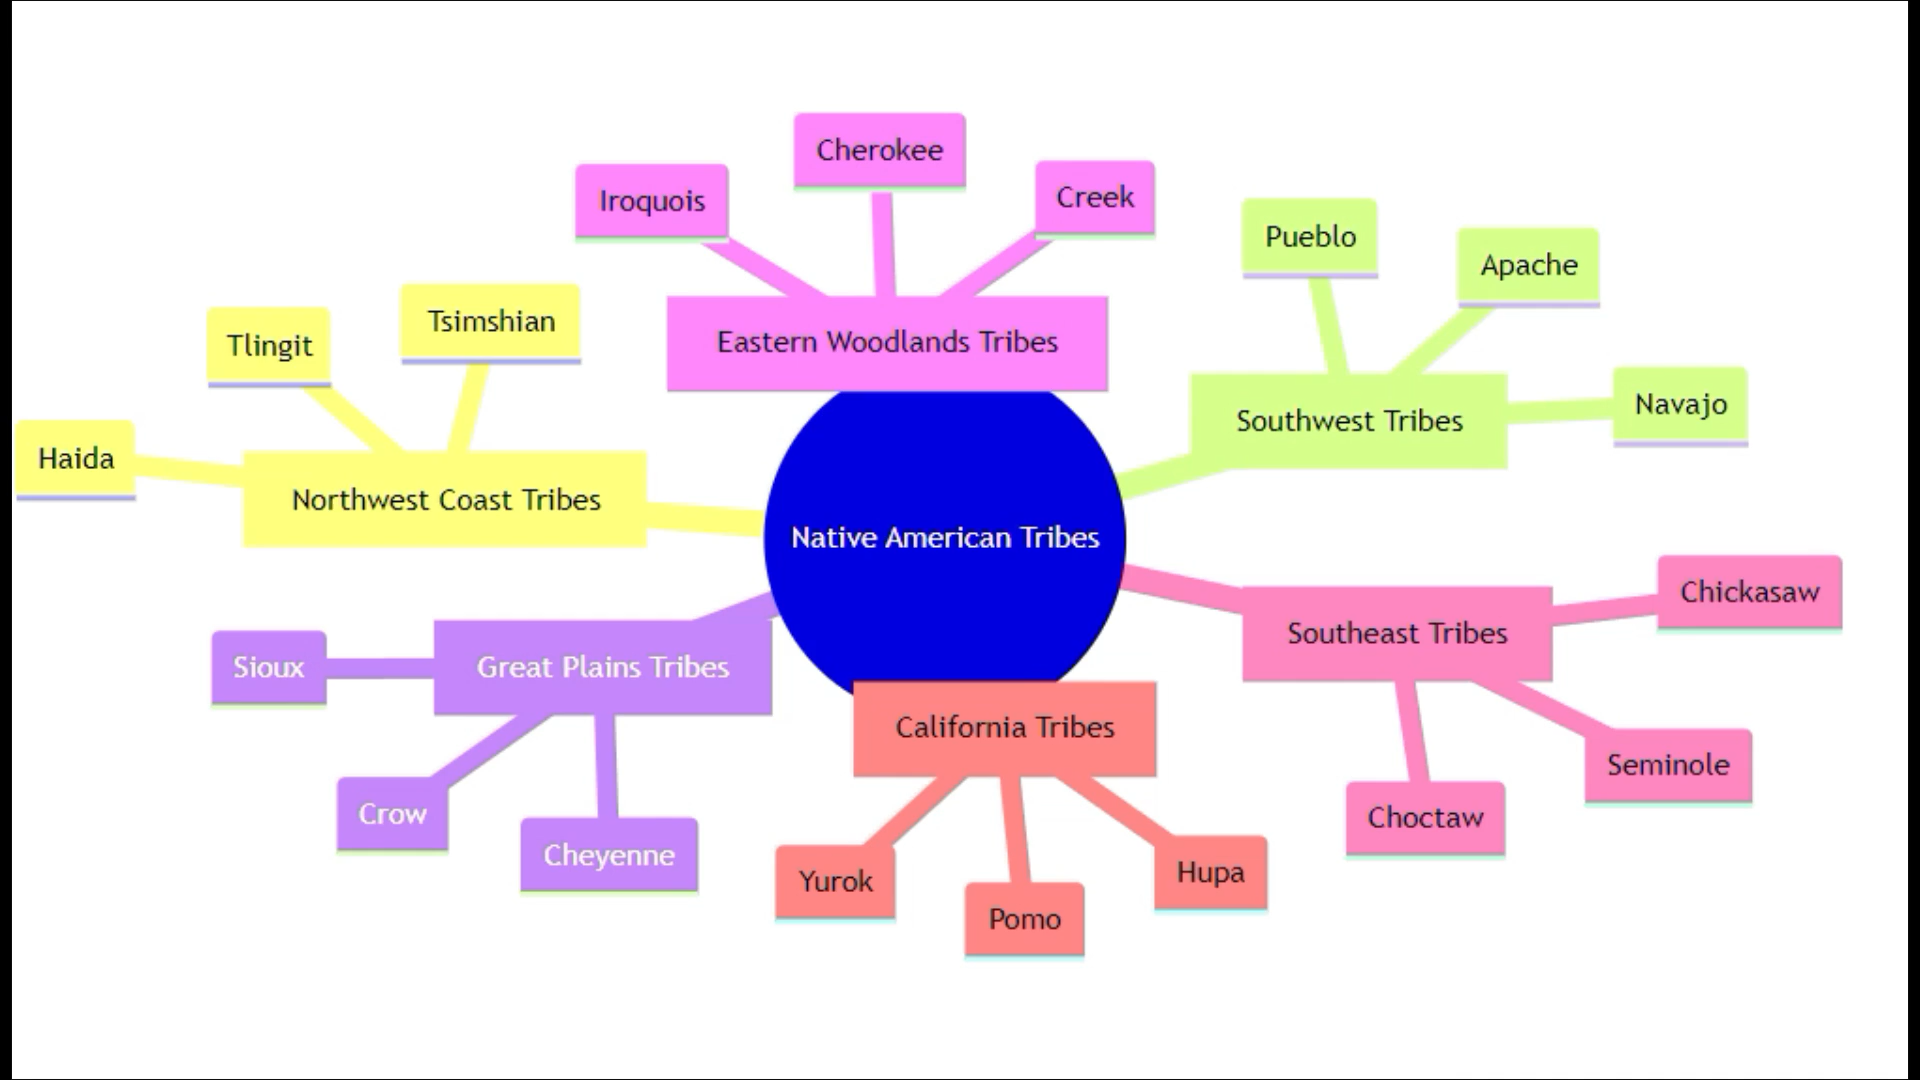 Cherokee
Iroquois
Creek
Eastern Woodlands Tribes
Pueblo
Apache
Navajo
Southwest Tribes
Tsimshian
Tlingit
Haida
Northwest Coast Tribes
Native American Tribes
Chickasaw
Southeast Tribes
Seminole
Choctaw
Sioux
Great Plains Tribes
Crow
Cheyenne
California Tribes
Yurok
Pomo
Hupa